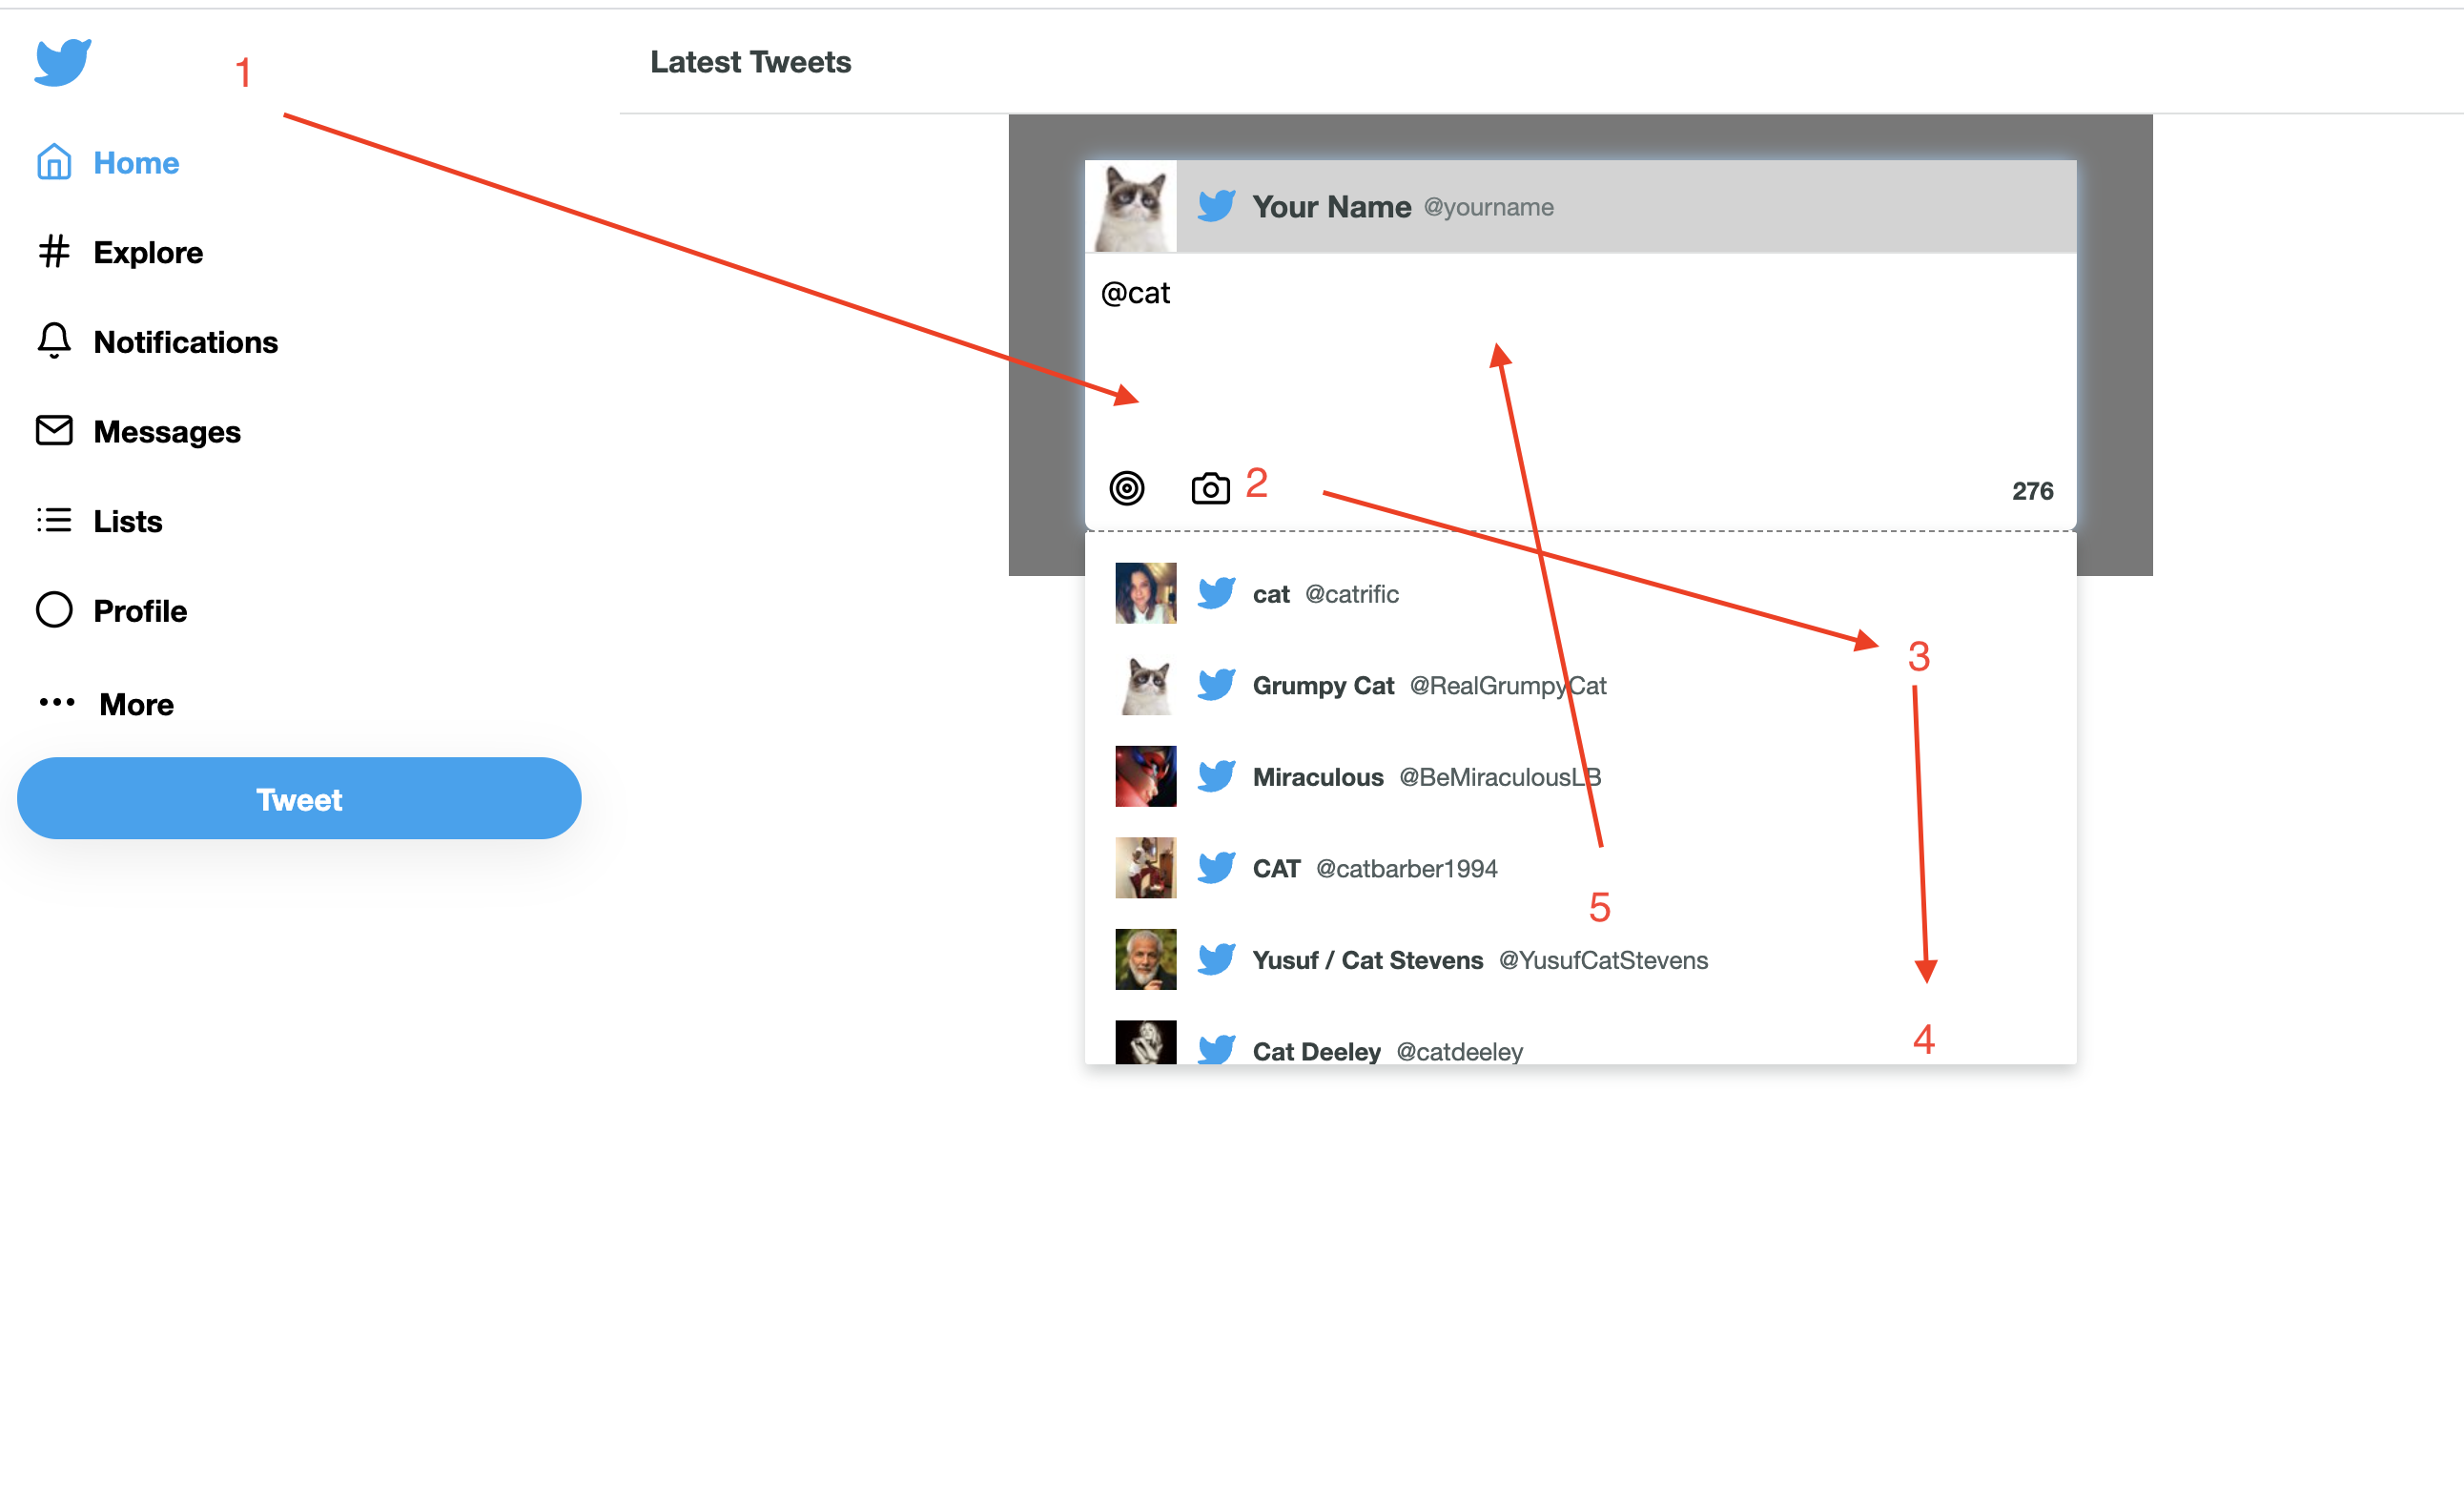 1
Latest Tweets
Home
Explore
Notifications
Messages
Lists
Profile
More
Tweet
Your Name @yourname
@cat
2
276
cat @catrific
3
Grumpy Cat @RealGrumpyCat
Miraculous @BeMiraculousLB
CAT @catbarber1994
5
Yusuf / Cat Stevens @YusufCatStevens
4
Cat Deeley @catdeeley